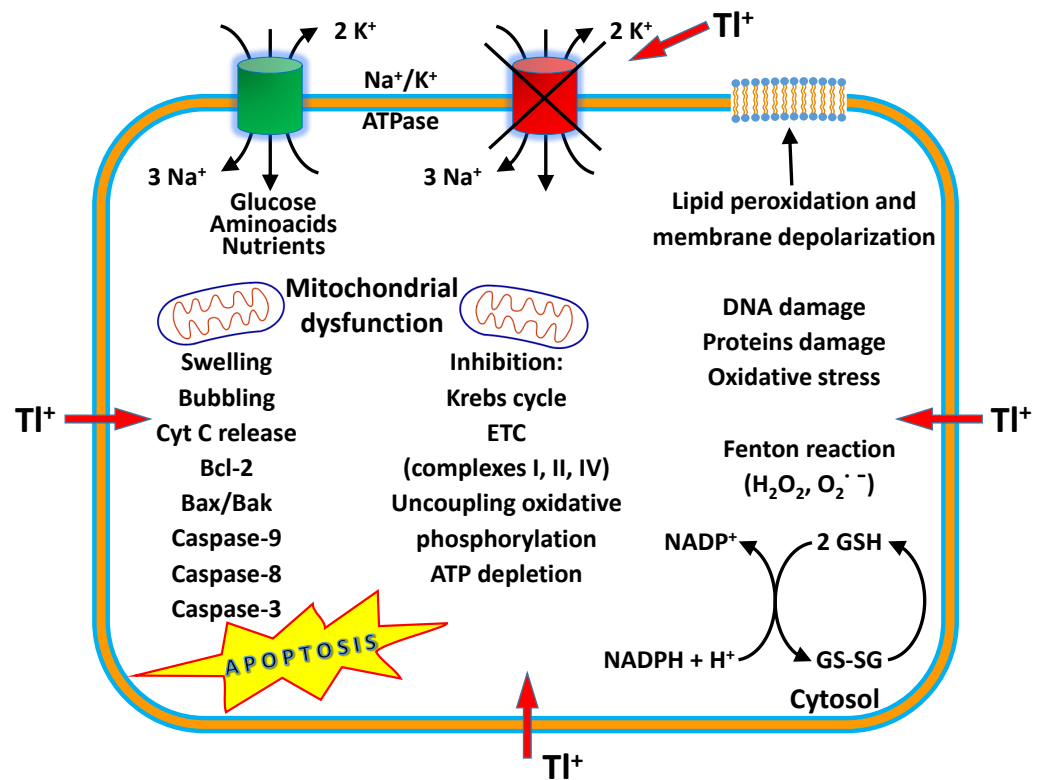 2 K⁺
2 K⁺
Tl⁺
Na⁺/K⁺
ATPase
3 Na⁺
3 Na⁺
Glucose
Aminoacids
Nutrients
Lipid peroxidation and
membrane depolarization
Mitochondrial
dysfunction
Swelling
Bubbling
Cyt C release
Bcl-2
Bax/Bak
Caspase-9
Caspase-8
Caspase-3
APOPTOSIS
Inhibition:
Krebs cycle
ETC
(complexes I, II, IV)
Uncoupling oxidative
phosphorylation
ATP depletion
DNA damage
Proteins damage
Oxidative stress
Fenton reaction
(H₂O₂, O₂˙⁻)
NADP⁺
2 GSH
NADPH + H⁺
GS-SG
Cytosol
Tl⁺
Tl⁺
Tl⁺